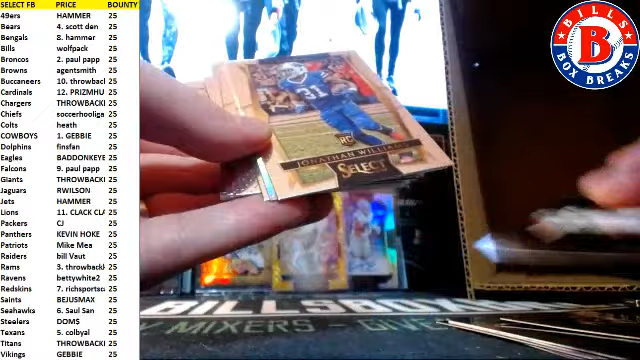 SELECT FB PRICE BOUNTY
49ers HAMMER 25
Bears 4. scott den 25
Bengals 8. hammer 25
Bills wolfpack 25
Broncos 2. paul papp 25
Browns agentsmith 25
Buccaneers 10. throwbacl 25
Cardinals 12. PRIZMHU 25
Chargers THROWBACKI 25
Chiefs soccerhooliga 25
Colts heath 25
COWBOYS 1. GEBBIE 25
Dolphins finsfan 25
Eagles BADDONKEYE 25
Falcons 9. paul papp 25
Giants THROWBACKI 25
Jaguars RWILSON 25
Jets HAMMER 25
Lions 11. CLACK CLA 25
Packers CJ 25
Panthers KEVIN HOKE 25
Patriots Mike Mea 25
Raiders bill Vaut 25
Rams 3. throwbackl 25
Ravens bettywhite2 25
Redskins 7. richsports 25
Saints BEJUSMAX 25
Seahawks 6. Saul San 25
Steelers DOMS 25
Texans 5. colbyal 25
Titans THROWBACKI 25
Vikings GEBBIE 25
BILLS
B
BOX BREAKS
31
RC
JONATHAN WILLIAMS
SELECT
BILLSBOX
MIXERS - GIVE